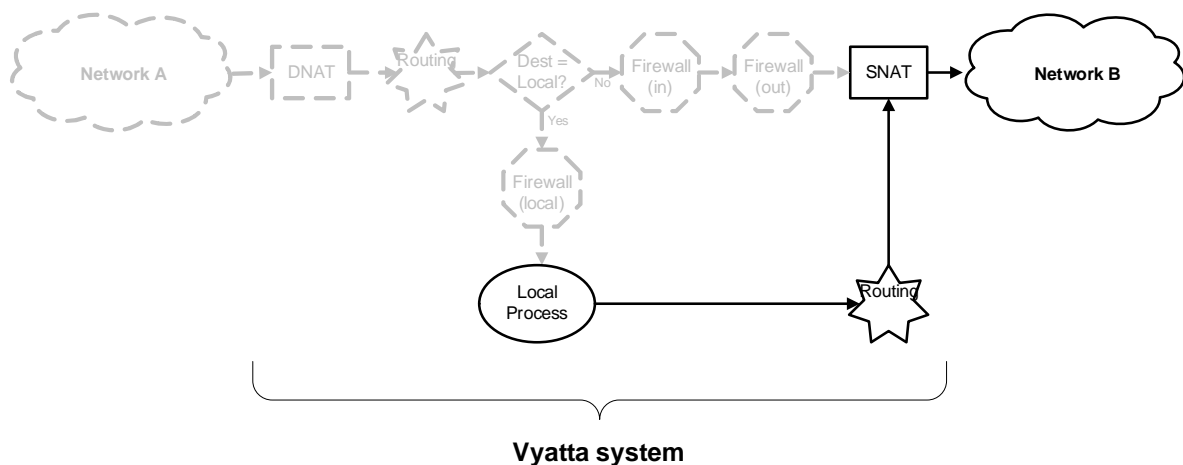 Network A
DNAT
Routing
Dest =
Local?
No
Yes
Firewall
(in)
Firewall
(out)
SNAT
Network B
Firewall
(local)
Local
Process
Routing
Vyatta system